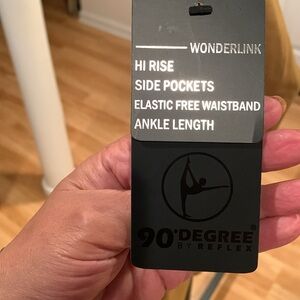 WONDERLINK
HI RISE
SIDE POCKETS
ELASTIC FREE WAISTBAND
ANKLE LENGTH
90°DEGREE®
BY REFLEX